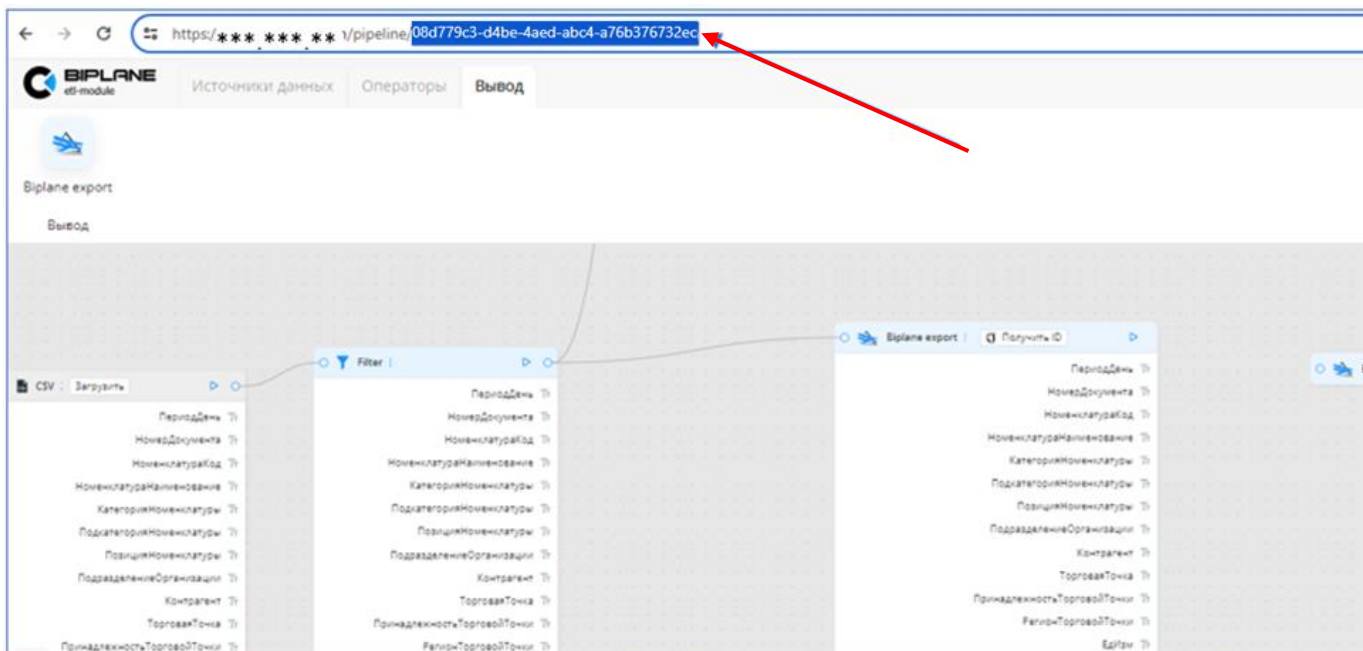 https:/***.***.** /pipeline/08d779c3-d4be-4aed-abc4-a76b376732ec
BIPLANE
etl-module
Источники данных
Операторы
Вывод
Biplane export
Вывод
CSV
Загрузить
ПериодДень
НомерДокумента
НоменклатураКод
НоменклатураНаименование
КатегорияНоменклатуры
ПодкатегорияНоменклатуры
ПозицияНоменклатуры
ПодразделениеОрганизации
Контрагент
ТорговаяТочка
ПринадлежностьТорговойТочки
Filter
ПериодДень
НомерДокумента
НоменклатураКод
НоменклатураНаименование
КатегорияНоменклатуры
ПодкатегорияНоменклатуры
ПозицияНоменклатуры
ПодразделениеОрганизации
Контрагент
ТорговаяТочка
ПринадлежностьТорговойТочки
РегионТорговойТочки
Biplane export
Получить ID
ПериодДень
НомерДокумента
НоменклатураКод
НоменклатураНаименование
КатегорияНоменклатуры
ПодкатегорияНоменклатуры
ПозицияНоменклатуры
ПодразделениеОрганизации
Контрагент
ТорговаяТочка
ПринадлежностьТорговойТочки
РегионТорговойТочки
ЕдИзм